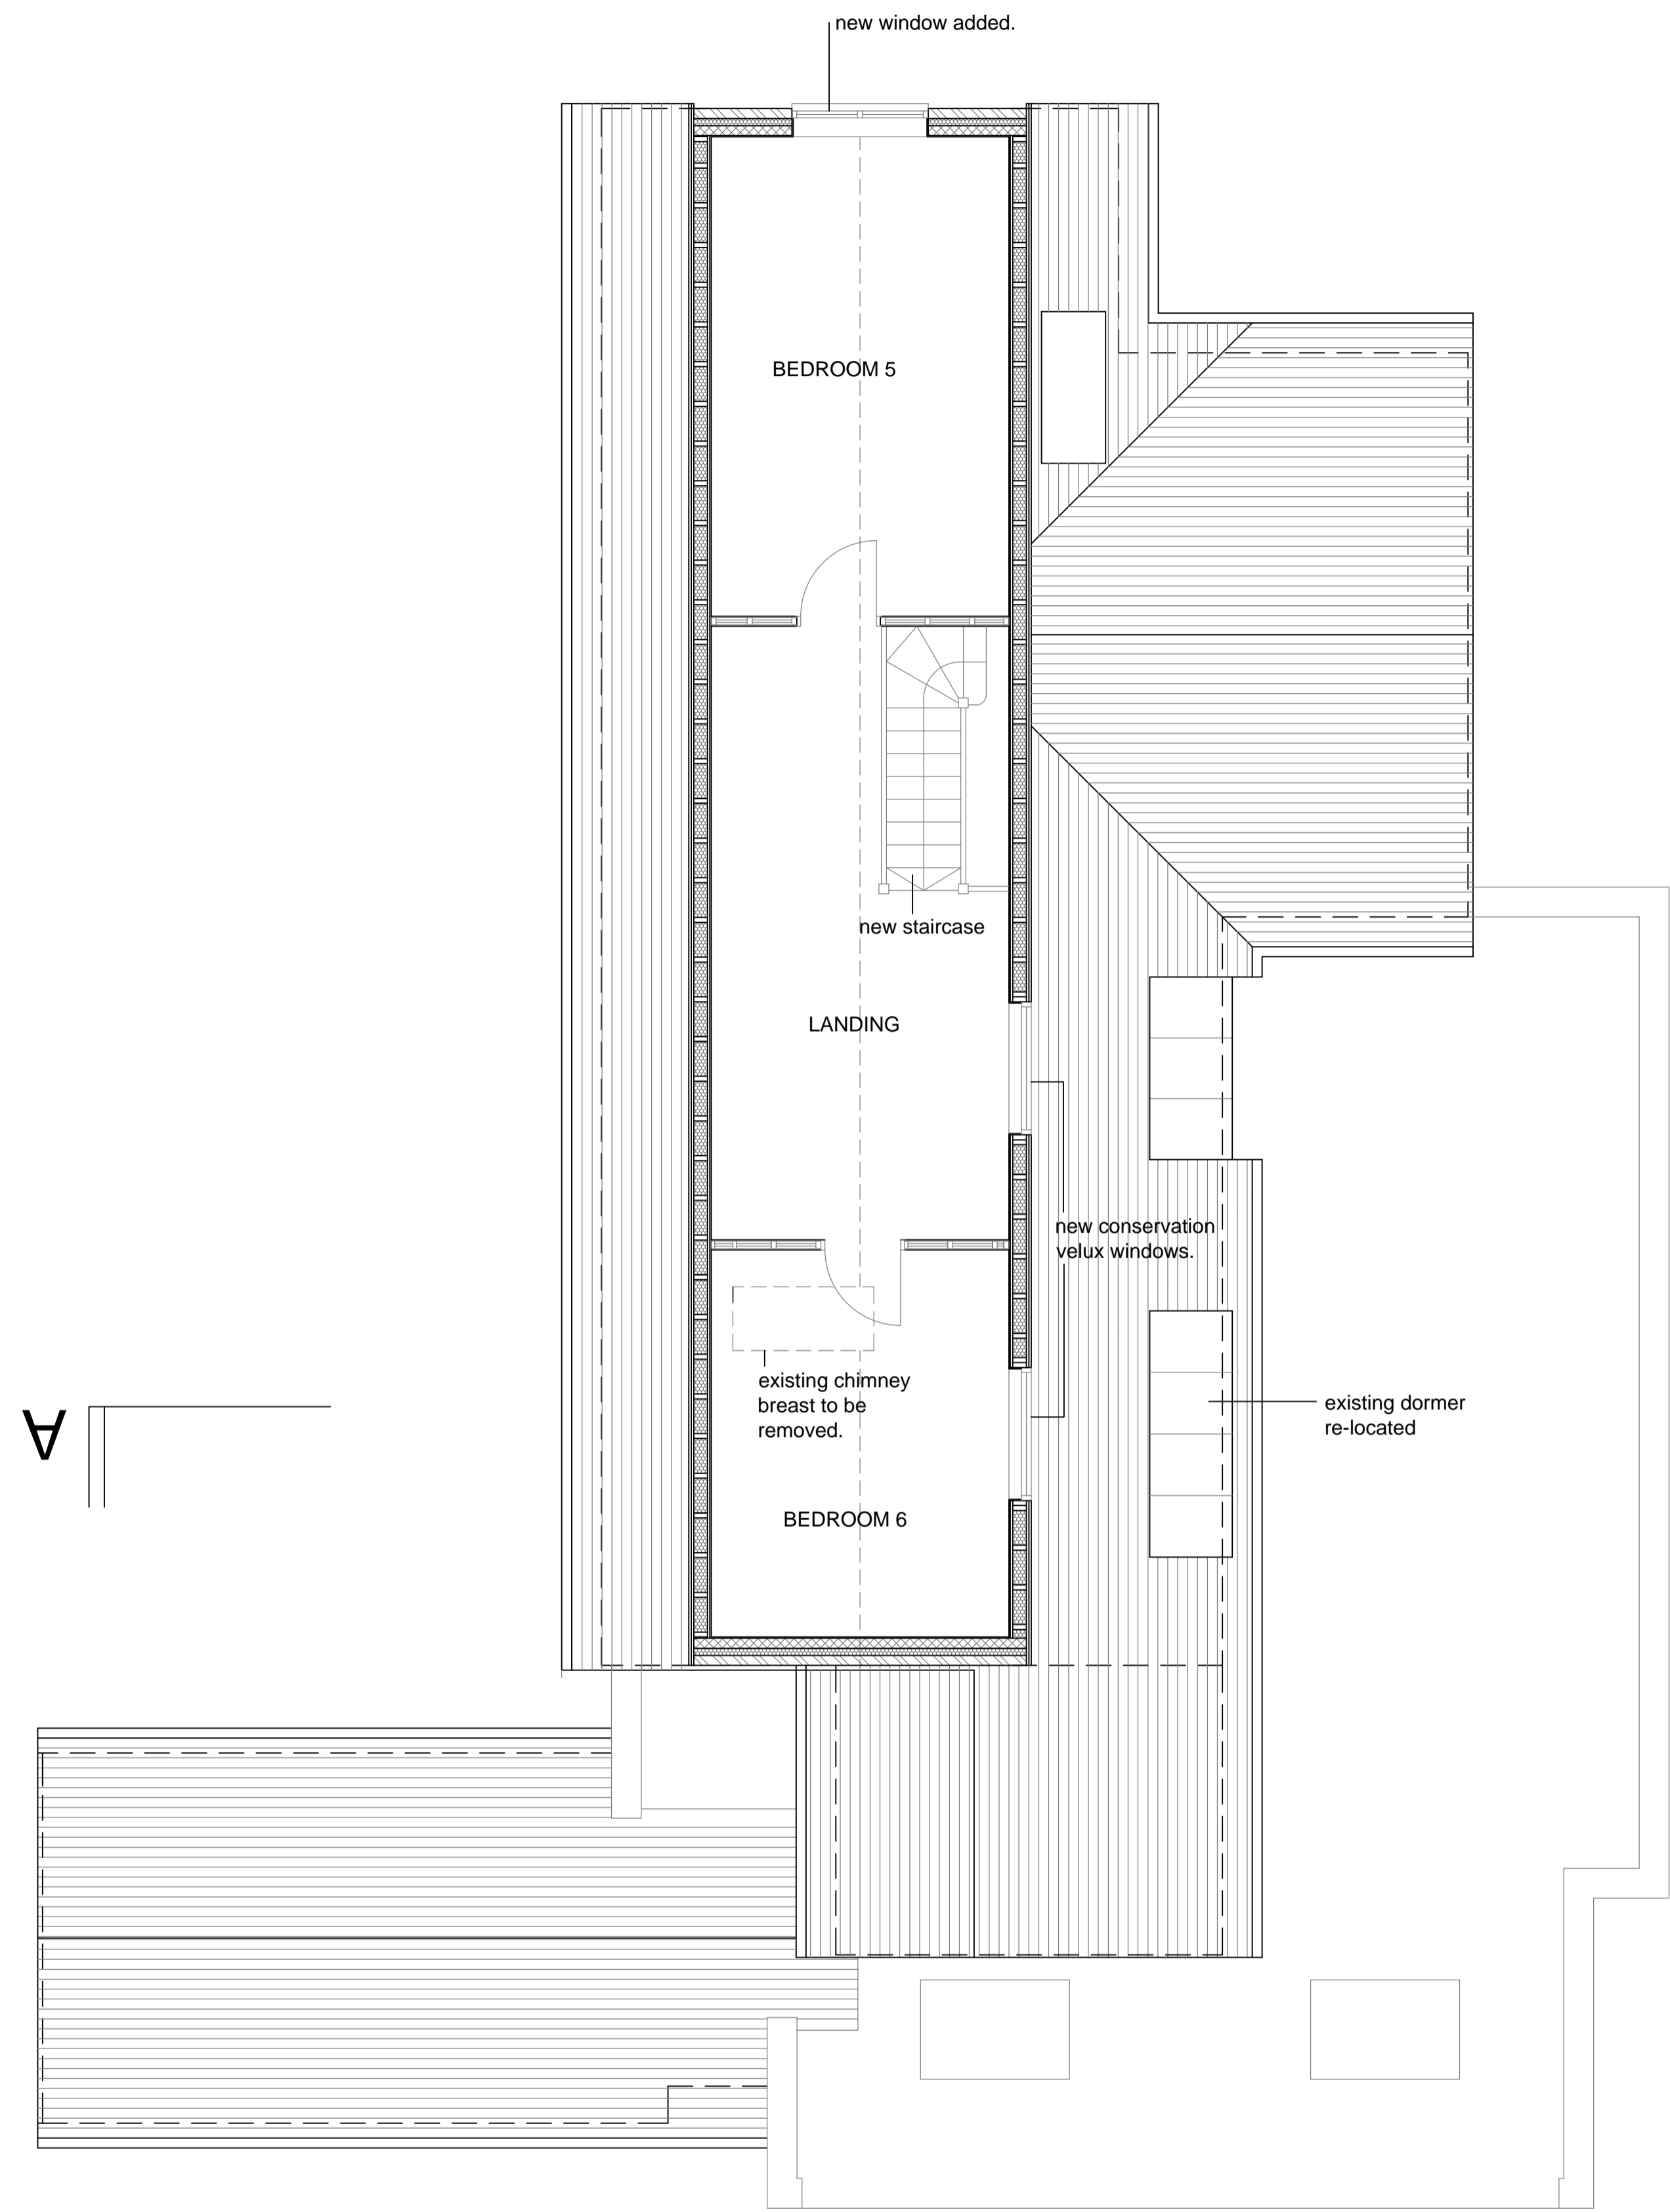 new window added.
BEDROOM 5
new staircase
LANDING
new conservation
velux windows.
existing chimney
breast to be
removed.
existing dormer
re-located
A
BEDROOM 6